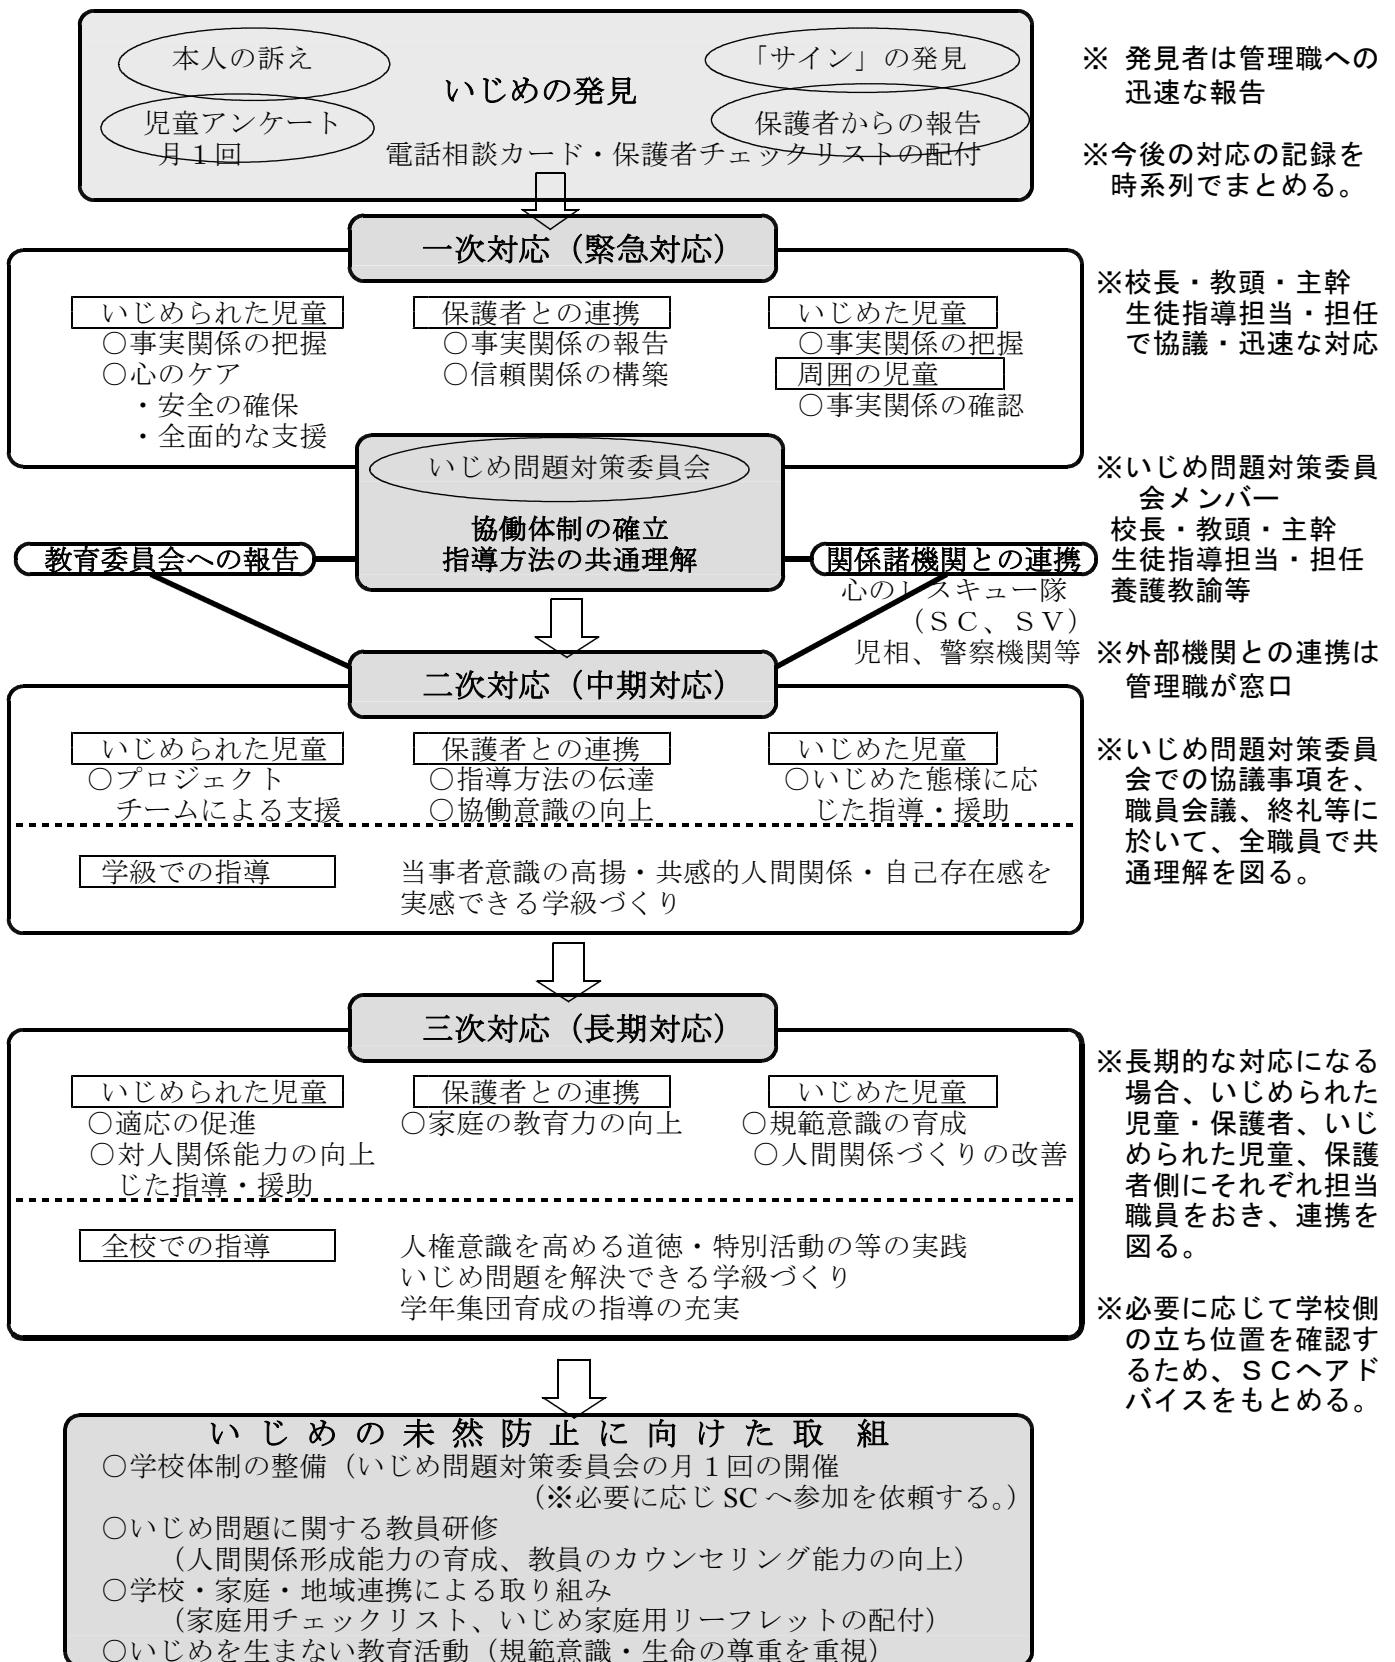 本人の訴え
「サイン」の発見
いじめの発見
児童アンケート
月１回
保護者からの報告
電話相談カード・保護者チェックリストの配付
※ 発見者は管理職への
迅速な報告
※今後の対応の記録を
時系列でまとめる。
一次対応（緊急対応）
いじめられた児童
○事実関係の把握
○心のケア
・安全の確保
・全面的な支援
保護者との連携
○事実関係の報告
○信頼関係の構築
いじめた児童
○事実関係の把握
周囲の児童
○事実関係の確認
※校長・教頭・主幹
生徒指導担当・担任
で協議・迅速な対応
いじめ問題対策委員会
協働体制の確立
指導方法の共通理解
教育委員会への報告
関係諸機関との連携
心のレスキュー隊
（ＳＣ、ＳＶ）
児相、警察機関等
※いじめ問題対策委員
会メンバー
校長・教頭・主幹
生徒指導担当・担任
養護教諭等
※外部機関との連携は
管理職が窓口
二次対応（中期対応）
いじめられた児童
○プロジェクト
チームによる支援
保護者との連携
○指導方法の伝達
○協働意識の向上
いじめた児童
○いじめた態様に応
じた指導・援助
学級での指導
当事者意識の高揚・共感的人間関係・自己存在感を
実感できる学級づくり
※いじめ問題対策委員
会での協議事項を、
職員会議、終礼等に
於いて、全職員で共
通理解を図る。
三次対応（長期対応）
いじめられた児童
○適応の促進
○対人関係能力の向上
じた指導・援助
保護者との連携
○家庭の教育力の向上
いじめた児童
○規範意識の育成
○人間関係づくりの改善
全校での指導
人権意識を高める道徳・特別活動の等の実践
いじめ問題を解決できる学級づくり
学年集団育成の指導の充実
※長期的な対応になる
場合、いじめられた
児童・保護者、いじ
められた児童、保護
者側にそれぞれ担当
職員をおき、連携を
図る。
※必要に応じて学校側
の立ち位置を確認す
るため、ＳＣへアド
バイスをもとめる。
いじめの未然防止に向けた取 組
○学校体制の整備（いじめ問題対策委員会の月１回の開催
（※必要に応じ SC へ参加を依頼する。）
○いじめ問題に関する教員研修
（人間関係形成能力の育成、教員のカウンセリング能力の向上）
○学校・家庭・地域連携による取り組み
（家庭用チェックリスト、いじめ家庭用リーフレットの配付）
○いじめを生まない教育活動（規範意識・生命の尊重を重視）